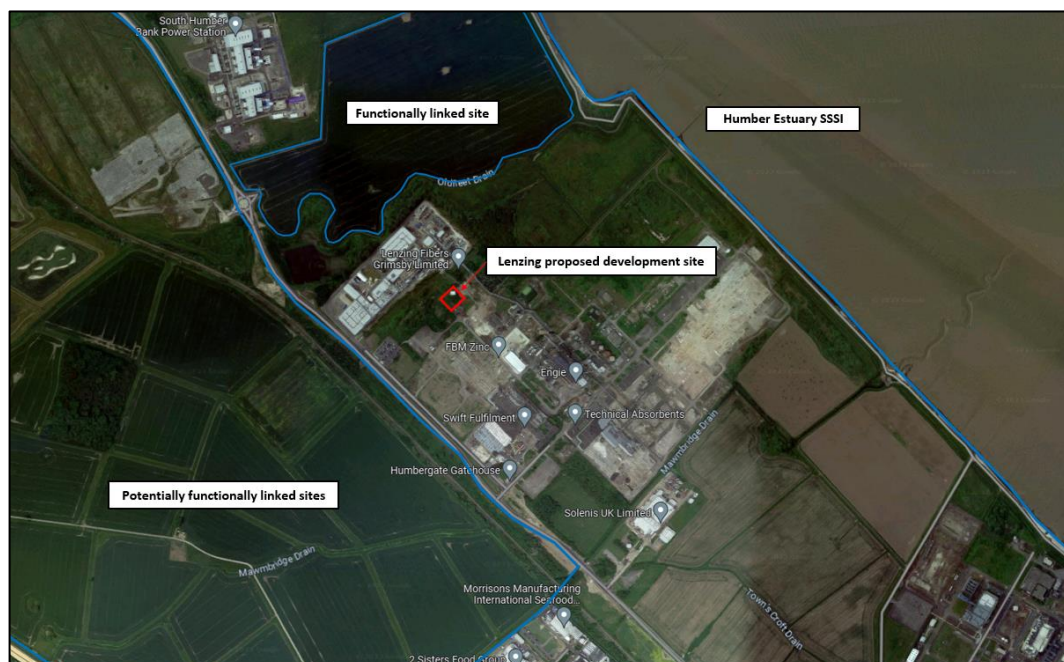 South Humber
Bank Power Station
Functionally linked site
Humber Estuary SSSI
Oldfleet Drain
Lenzing Fibers
Grimsby Limited
Lenzing proposed development site
FBM Zinc
Engie
Swift Fulfilment
Technical Absorbents
Mawmbridge Drain
Humbergate Gatehouse
Potentially functionally linked sites
Solenis UK Limited
Mawmbridge Drain
Morrisons Manufacturing
International Seafood...
Town's Croft Drain
2 Sisters Food Group